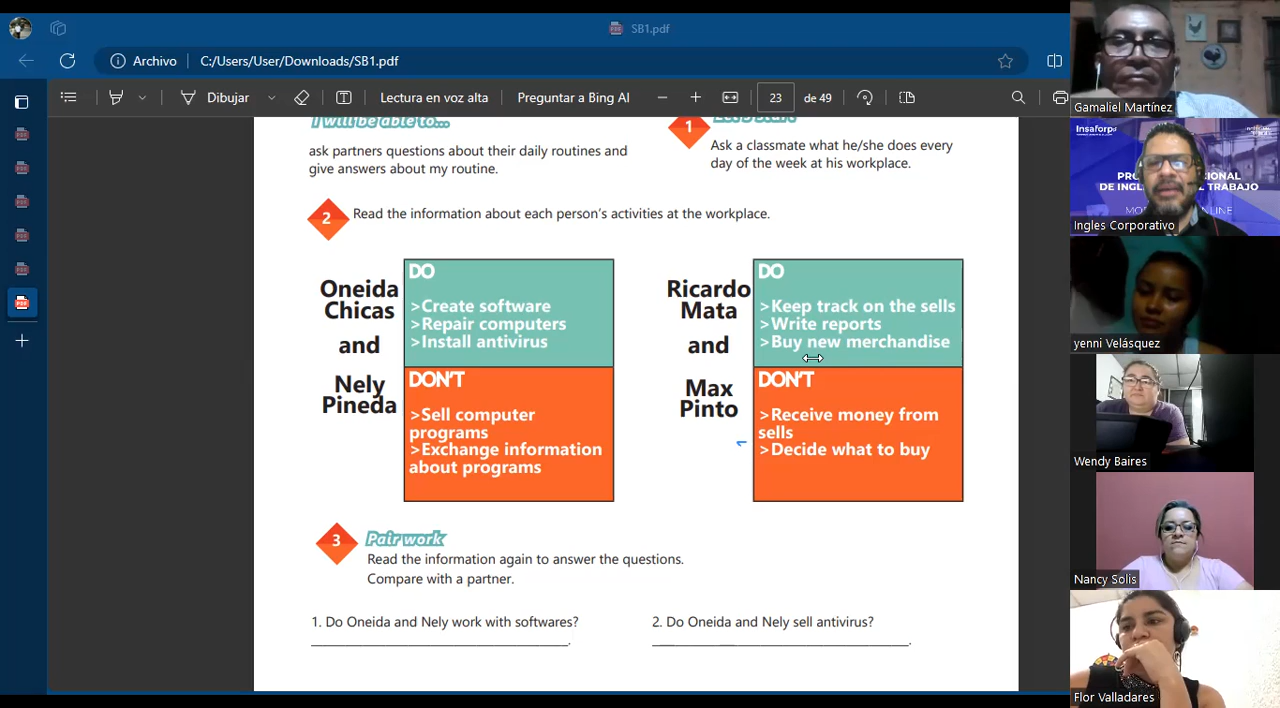 SB1.pdf
Archivo
C:/Users/User/Downloads/SB1.pdf
Dibujar
Lectura en voz alta
Preguntar a Bing AI
23
de 49
I will be able to...
ask partners questions about their daily routines and
give answers about my routine.
1
Let's start
Ask a classmate what he/she does every
day of the week at his workplace.
2
Read the information about each person's activities at the workplace.
Oneida
Chicas
and
Nely
Pineda
DO
>Create software
>Repair computers
>Install antivirus
DON'T
>Sell computer
programs
>Exchange information
about programs
Ricardo
Mata
and
Max
Pinto
DO
>Keep track on the sells
>Write reports
>Buy new merchandise
DON'T
>Receive money from
sells
>Decide what to buy
3
Pair work
Read the information again to answer the questions.
Compare with a partner.
1. Do Oneida and Nely work with softwares?
2. Do Oneida and Nely sell antivirus?
Gamaliel Martínez
Insaforp
Ingles Corporativo
yenni Velásquez
Wendy Baires
Nancy Solis
Flor Valladares